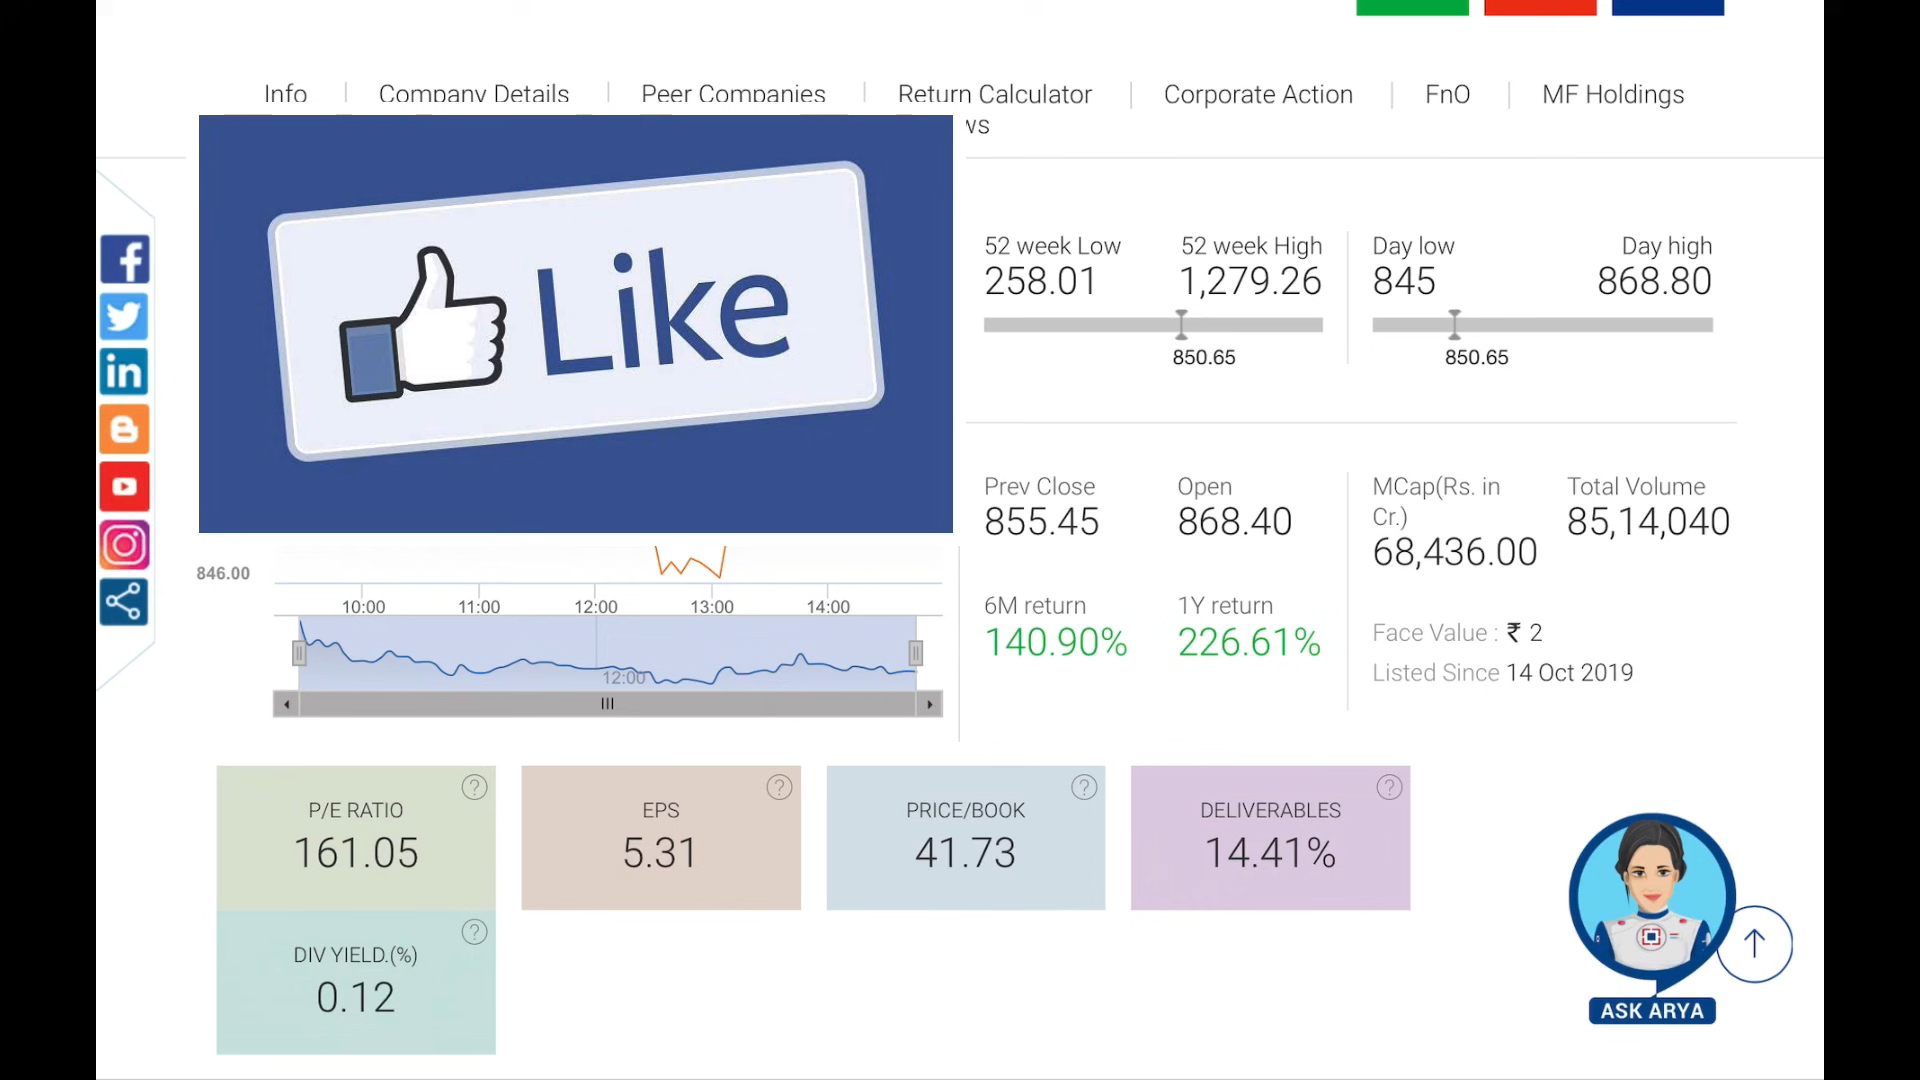 Info Company Details Peer Companies Return Calculator Corporate Action FnO MF Holdings
ws
Like
52 week Low 52 week High Day low Day high
258.01 1,279.26 845 868.80
850.65 850.65
Prev Close Open MCap(Rs. in Total Volume
855.45 868.40 Cr.) 85,14,040
68,436.00
846.00
10:00 11:00 12:00 13:00 14:00
6M return 1Y return
140.90% 226.61%
Face Value : ₹ 2
Listed Since 14 Oct 2019
12:00
P/E RATIO EPS PRICE/BOOK DELIVERABLES
161.05 5.31 41.73 14.41%
DIV YIELD.(%)
0.12
ASK ARYA